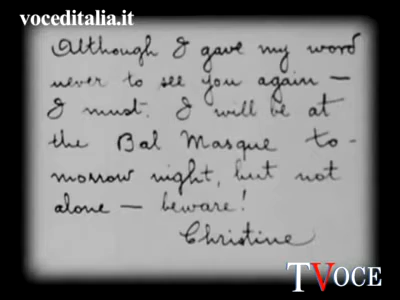 voceditalia.it
Although I gave my word
never to see you again —
I must. I will be at
the Bal Masque to-
morrow night, but not
alone — beware!
Christine
TVOCE